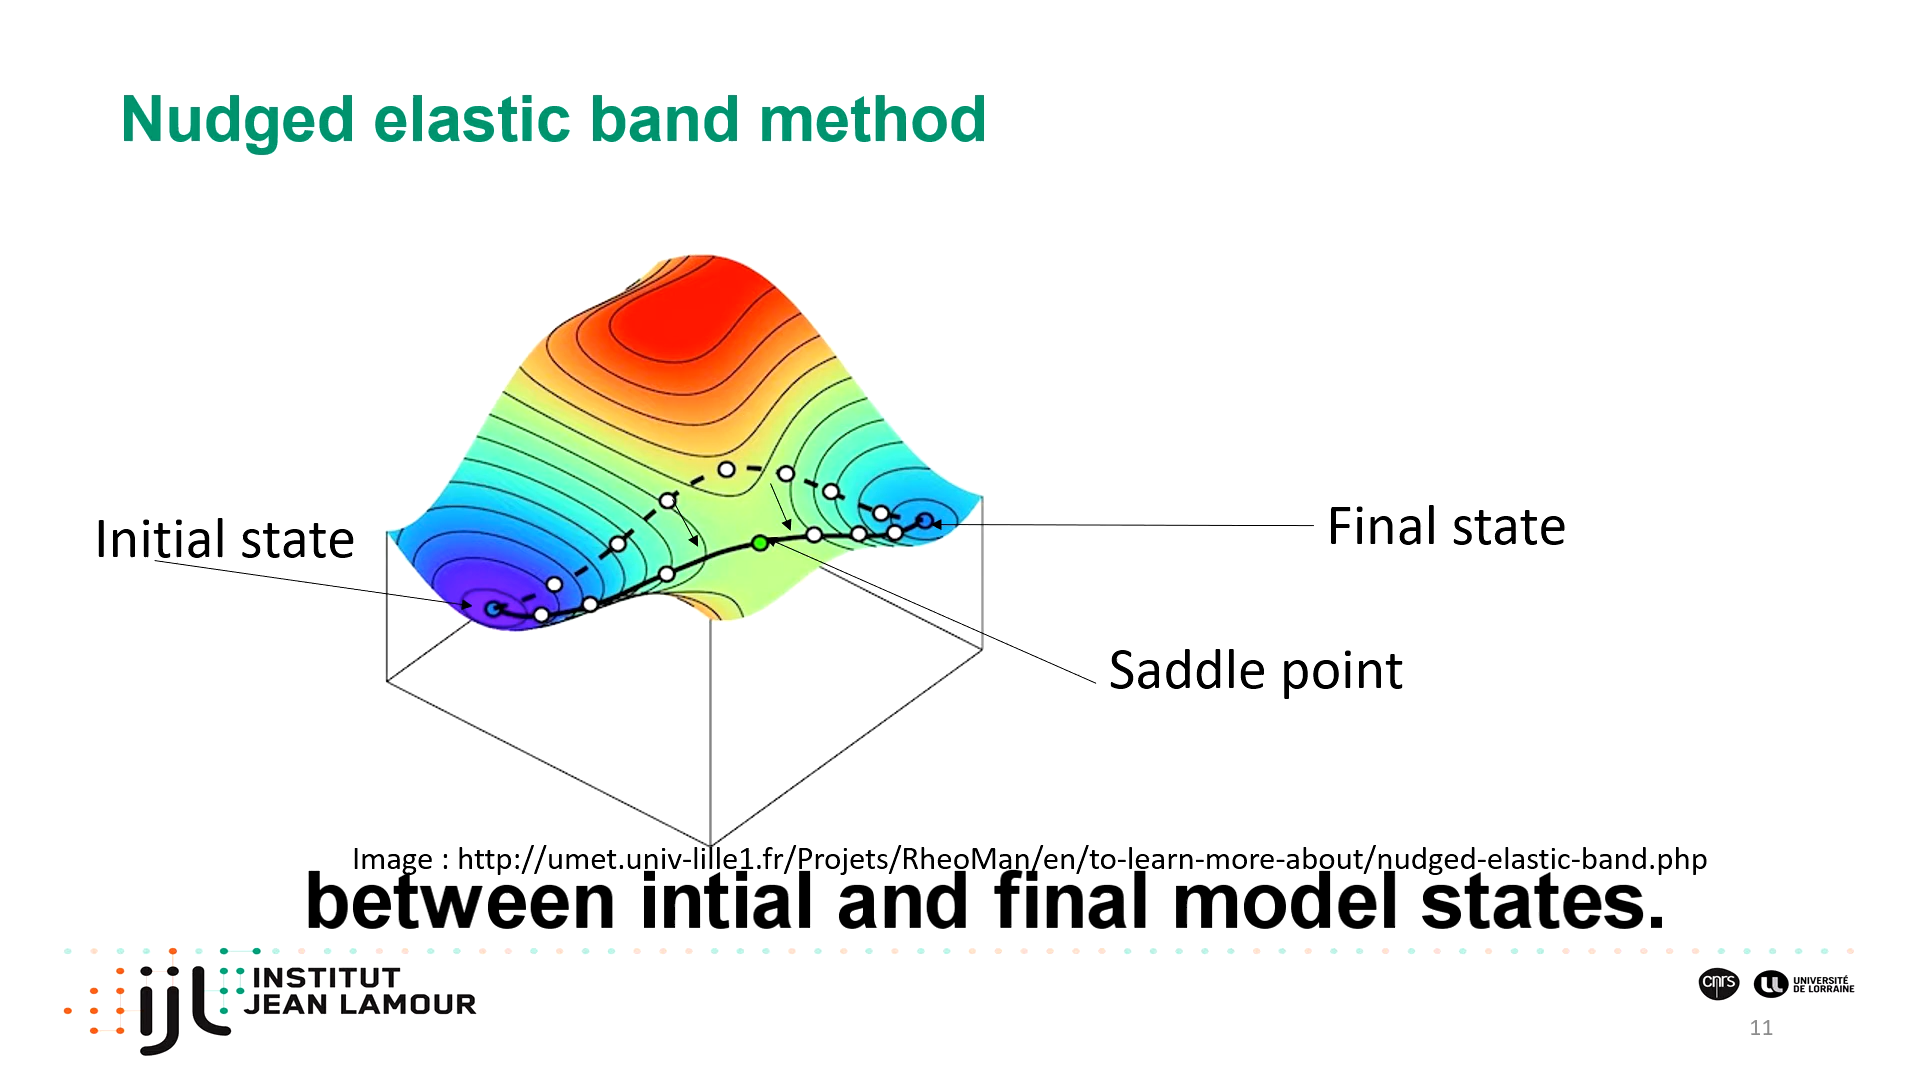 Nudged elastic band method
Initial state
Final state
Saddle point
Image : http://umet.univ-lille1.fr/Projets/RheoMan/en/to-learn-more-about/nudged-elastic-band.php
between intial and final model states.
ijl INSTITUT
JEAN LAMOUR
cnrs
UNIVERSITÉ
DE LORRAINE
11